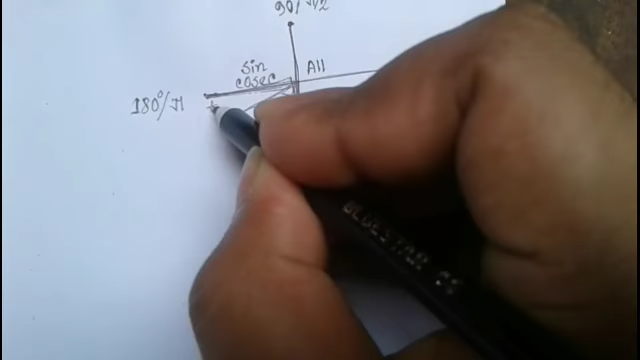 90/π/2
sin
All
cosec
180°/π
BLUESTAR